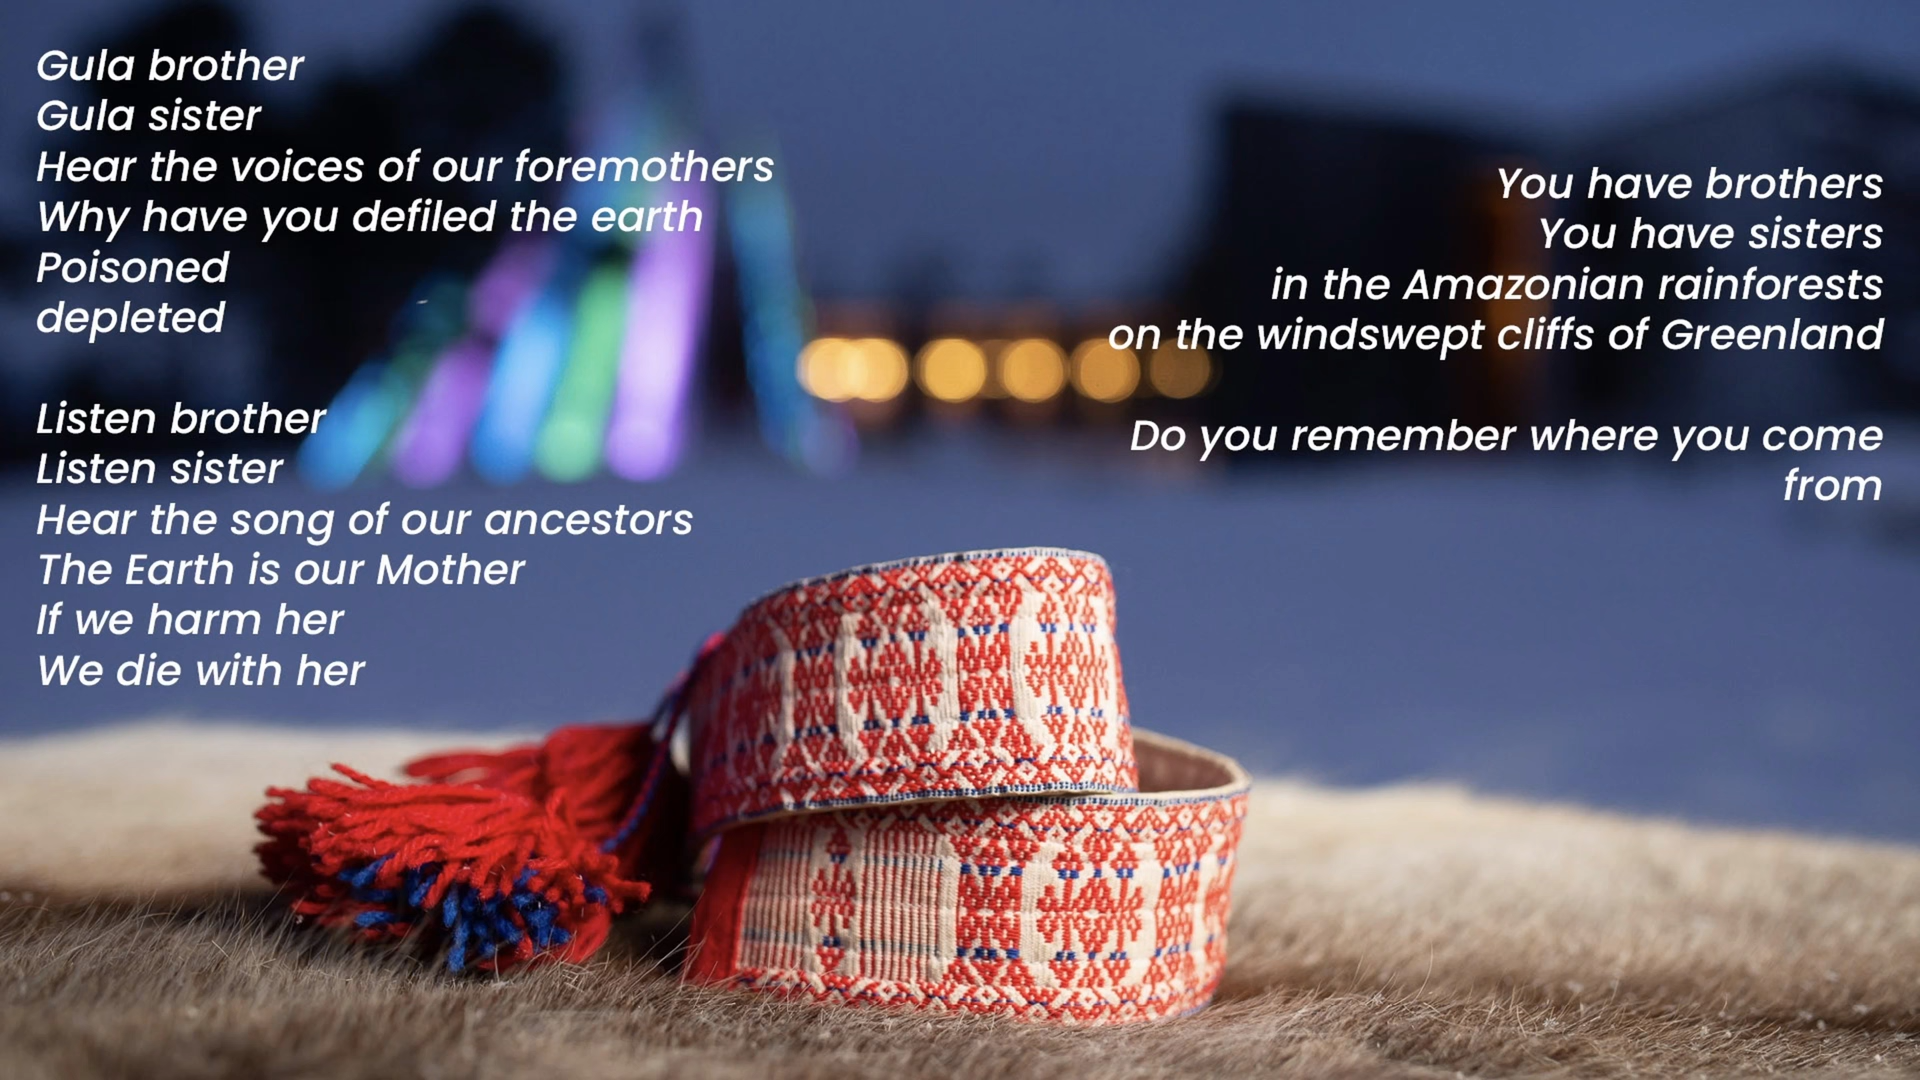 Gula brother
Gula sister
Hear the voices of our foremothers
Why have you defiled the earth
Poisoned
depleted
Listen brother
Listen sister
Hear the song of our ancestors
The Earth is our Mother
If we harm her
We die with her
You have brothers
You have sisters
in the Amazonian rainforests
on the windswept cliffs of Greenland
Do you remember where you come
from